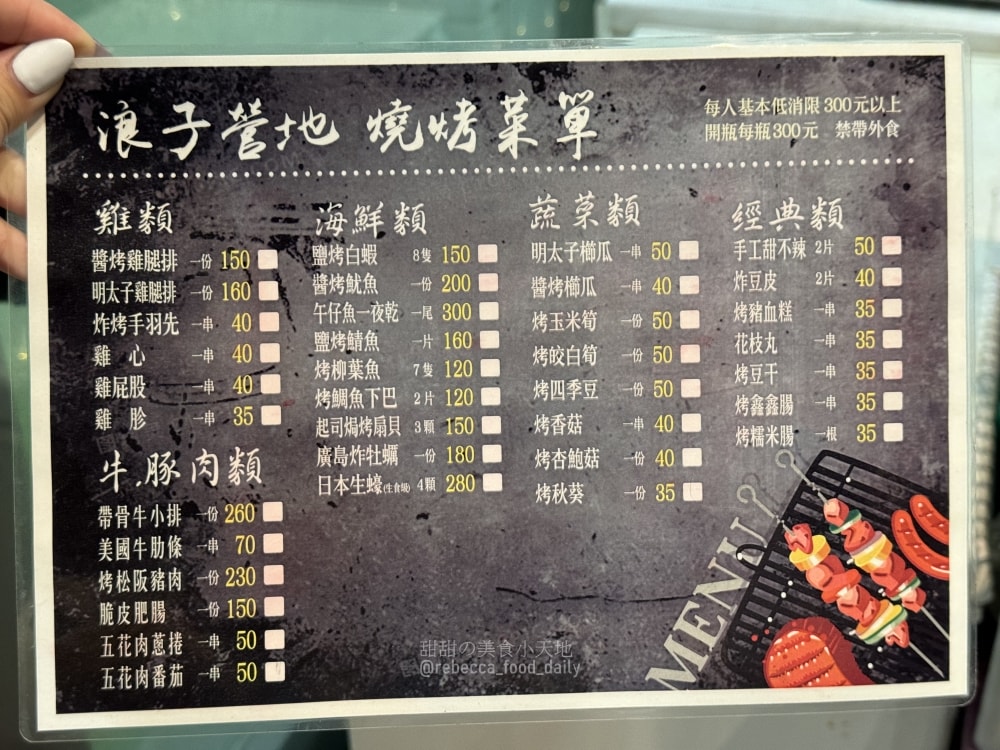 浪子營地 燒烤菜單
每人基本低消限300元以上
開瓶每瓶300元 禁帶外食
雞類
醬烤雞腿排 一份 150
明太子雞腿排 一份 160
炸烤手羽先 一串 40
雞心 一串 40
雞屁股 一串 40
雞胗 一串 35
牛.豚肉類
帶骨牛小排 一份 260
美國牛肋條 一串 70
烤松阪豬肉 一份 230
脆皮肥腸 一份 150
五花肉蔥捲 一串 50
五花肉番茄 一串 50
海鮮類
鹽烤白蝦 8隻 150
醬烤魷魚 一份 200
午仔魚一夜乾 一尾 300
鹽烤鯖魚 一片 160
烤柳葉魚 7隻 120
烤鯛魚下巴 2片 120
起司焗烤扇貝 3顆 150
廣島炸牡蠣 一份 180
日本生蠔(生食級) 4顆 280
蔬菜類
明太子櫛瓜 一串 50
醬烤櫛瓜 一串 40
烤玉米筍 一份 50
烤皎白筍 一份 50
烤四季豆 一份 50
烤香菇 一串 40
烤杏鮑菇 一份 40
烤秋葵 一份 35
經典類
手工甜不辣 2片 50
炸豆皮 2片 40
烤豬血糕 一串 35
花枝丸 一串 35
烤豆干 一串 35
烤鑫鑫腸 一串 35
烤糯米腸 一根 35
MENU
甜甜の美食小天地
@rebecca_food_daily